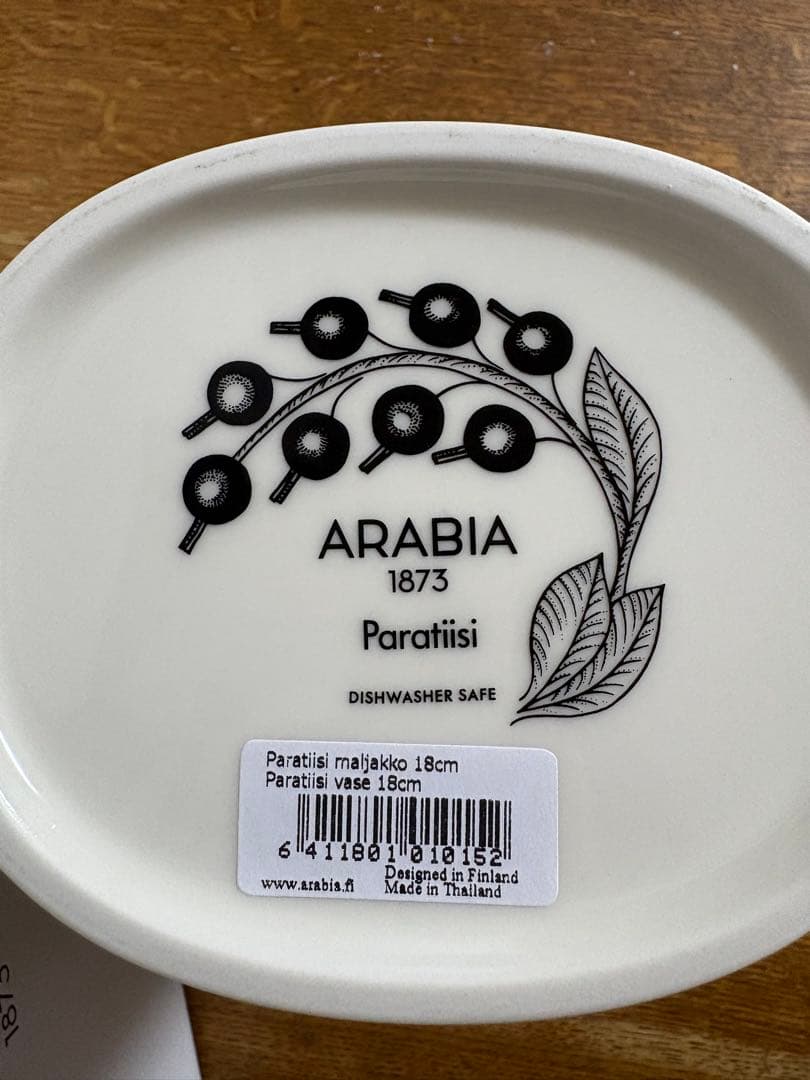 ARABIA
1873
Paratiisi
DISHWASHER SAFE
Paratiisi maljakko 18cm
Paratiisi vase 18cm
6 411801 010152
www.arabia.fi
Designed in Finland
Made in Thailand